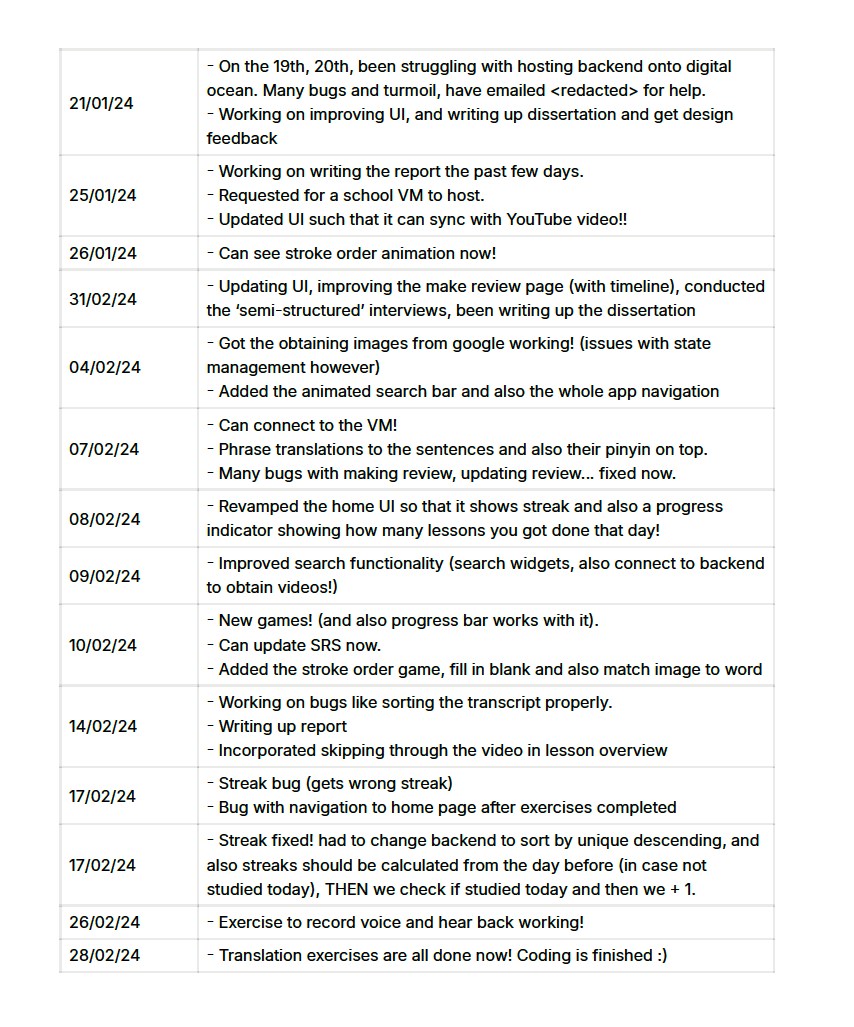 21/01/24
- On the 19th, 20th, been struggling with hosting backend onto digital
ocean. Many bugs and turmoil, have emailed <redacted> for help.
- Working on improving UI, and writing up dissertation and get design
feedback
25/01/24
- Working on writing the report the past few days.
- Requested for a school VM to host.
- Updated UI such that it can sync with YouTube video!!
26/01/24
- Can see stroke order animation now!
31/02/24
- Updating UI, improving the make review page (with timeline), conducted
the ‘semi-structured’ interviews, been writing up the dissertation
04/02/24
- Got the obtaining images from google working! (issues with state
management however)
- Added the animated search bar and also the whole app navigation
07/02/24
- Can connect to the VM!
- Phrase translations to the sentences and also their pinyin on top.
- Many bugs with making review, updating review... fixed now.
08/02/24
- Revamped the home UI so that it shows streak and also a progress
indicator showing how many lessons you got done that day!
09/02/24
- Improved search functionality (search widgets, also connect to backend
to obtain videos!)
10/02/24
- New games! (and also progress bar works with it).
- Can update SRS now.
- Added the stroke order game, fill in blank and also match image to word
14/02/24
- Working on bugs like sorting the transcript properly.
- Writing up report
- Incorporated skipping through the video in lesson overview
17/02/24
- Streak bug (gets wrong streak)
- Bug with navigation to home page after exercises completed
17/02/24
- Streak fixed! had to change backend to sort by unique descending, and
also streaks should be calculated from the day before (in case not
studied today), THEN we check if studied today and then we + 1.
26/02/24
- Exercise to record voice and hear back working!
28/02/24
- Translation exercises are all done now! Coding is finished :)